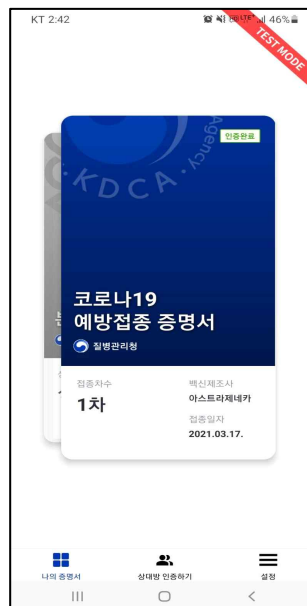 KT 2:42
46%
TEST MODE
Agency
인증완료
KDCA
코로나19
예방접종 증명서
질병관리청
접종차수
1차
백신제조사
아스트라제네카
접종일자
2021.03.17.
나의 증명서
상대방 인증하기
설정